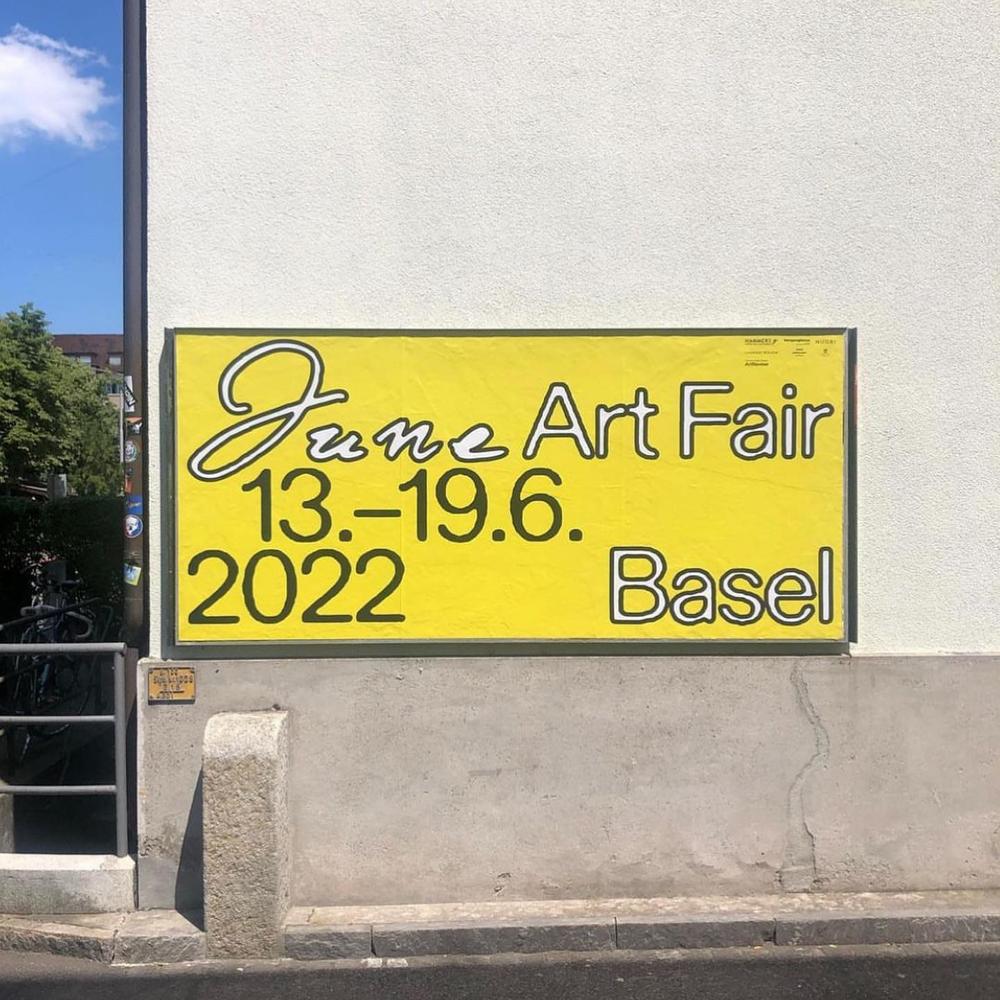 June Art Fair
13.–19.6.
2022
Basel